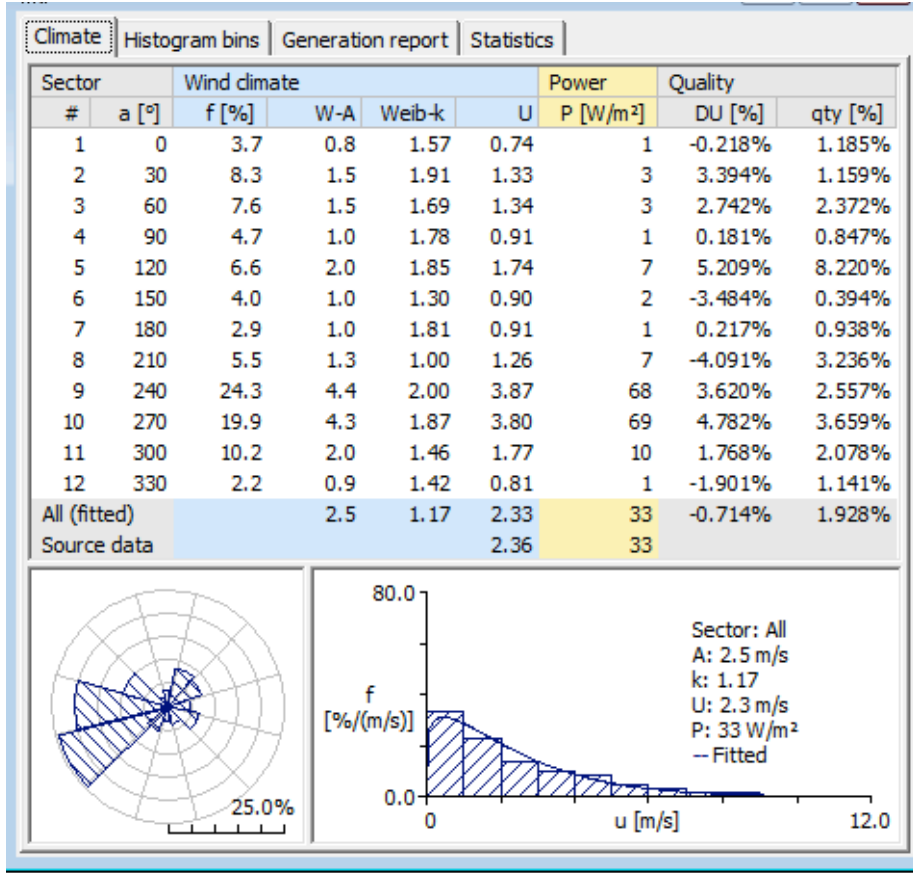 Climate Histogram bins Generation report Statistics
Sector Wind climate Power Quality
# a [º] f [%] W-A Weib-k U P [W/m²] DU [%] qty [%]
1 0 3.7 0.8 1.57 0.74 1 -0.218% 1.185%
2 30 8.3 1.5 1.91 1.33 3 3.394% 1.159%
3 60 7.6 1.5 1.69 1.34 3 2.742% 2.372%
4 90 4.7 1.0 1.78 0.91 1 0.181% 0.847%
5 120 6.6 2.0 1.85 1.74 7 5.209% 8.220%
6 150 4.0 1.0 1.30 0.90 2 -3.484% 0.394%
7 180 2.9 1.0 1.81 0.91 1 0.217% 0.938%
8 210 5.5 1.3 1.00 1.26 7 -4.091% 3.236%
9 240 24.3 4.4 2.00 3.87 68 3.620% 2.557%
10 270 19.9 4.3 1.87 3.80 69 4.782% 3.659%
11 300 10.2 2.0 1.46 1.77 10 1.768% 2.078%
12 330 2.2 0.9 1.42 0.81 1 -1.901% 1.141%
All (fitted) 2.5 1.17 2.33 33 -0.714% 1.928%
Source data 2.36 33
25.0%
80.0
f
[%/(m/s)]
0.0
0 u [m/s] 12.0
Sector: All
A: 2.5 m/s
k: 1.17
U: 2.3 m/s
P: 33 W/m²
-- Fitted